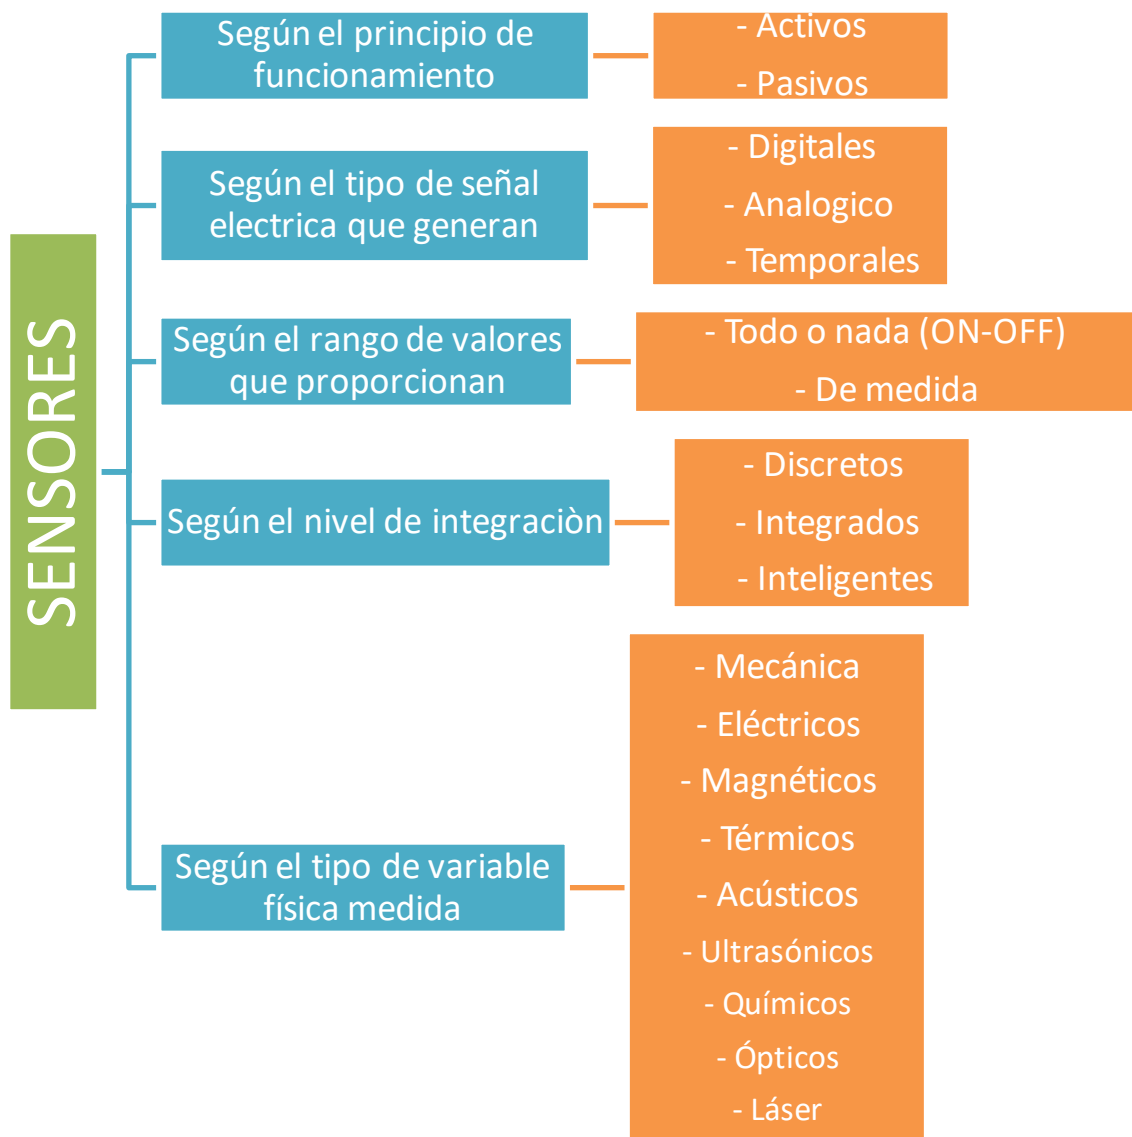 SENSORES
Según el principio de
funcionamiento
- Activos
- Pasivos
Según el tipo de señal
electrica que generan
- Digitales
- Analogico
- Temporales
Según el rango de valores
que proporcionan
- Todo o nada (ON-OFF)
- De medida
Según el nivel de integraciòn
- Discretos
- Integrados
- Inteligentes
Según el tipo de variable
física medida
- Mecánica
- Eléctricos
- Magnéticos
- Térmicos
- Acústicos
- Ultrasónicos
- Químicos
- Ópticos
- Láser